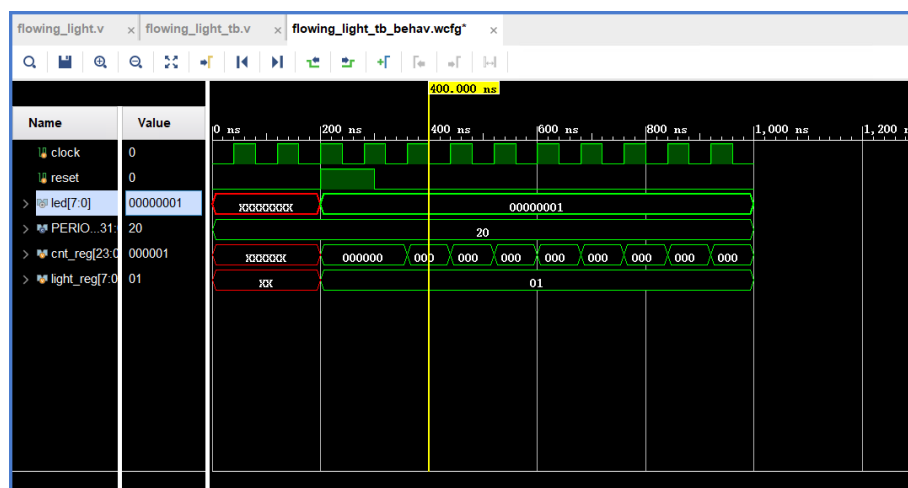 flowing_light.v × flowing_light_tb.v × flowing_light_tb_behav.wcfg* ×
400.000 ns
Name Value
0 ns 200 ns 400 ns 600 ns 800 ns 1,000 ns 1,200
clock 0
reset 0
led[7:0] 00000001 XXXXXXXX 00000001
PERIO...31: 20 20
cnt_reg[23:0 000001 XXXXXX 000000 000 000 000 000 000 000 000 000
light_reg[7:0 01 XX 01